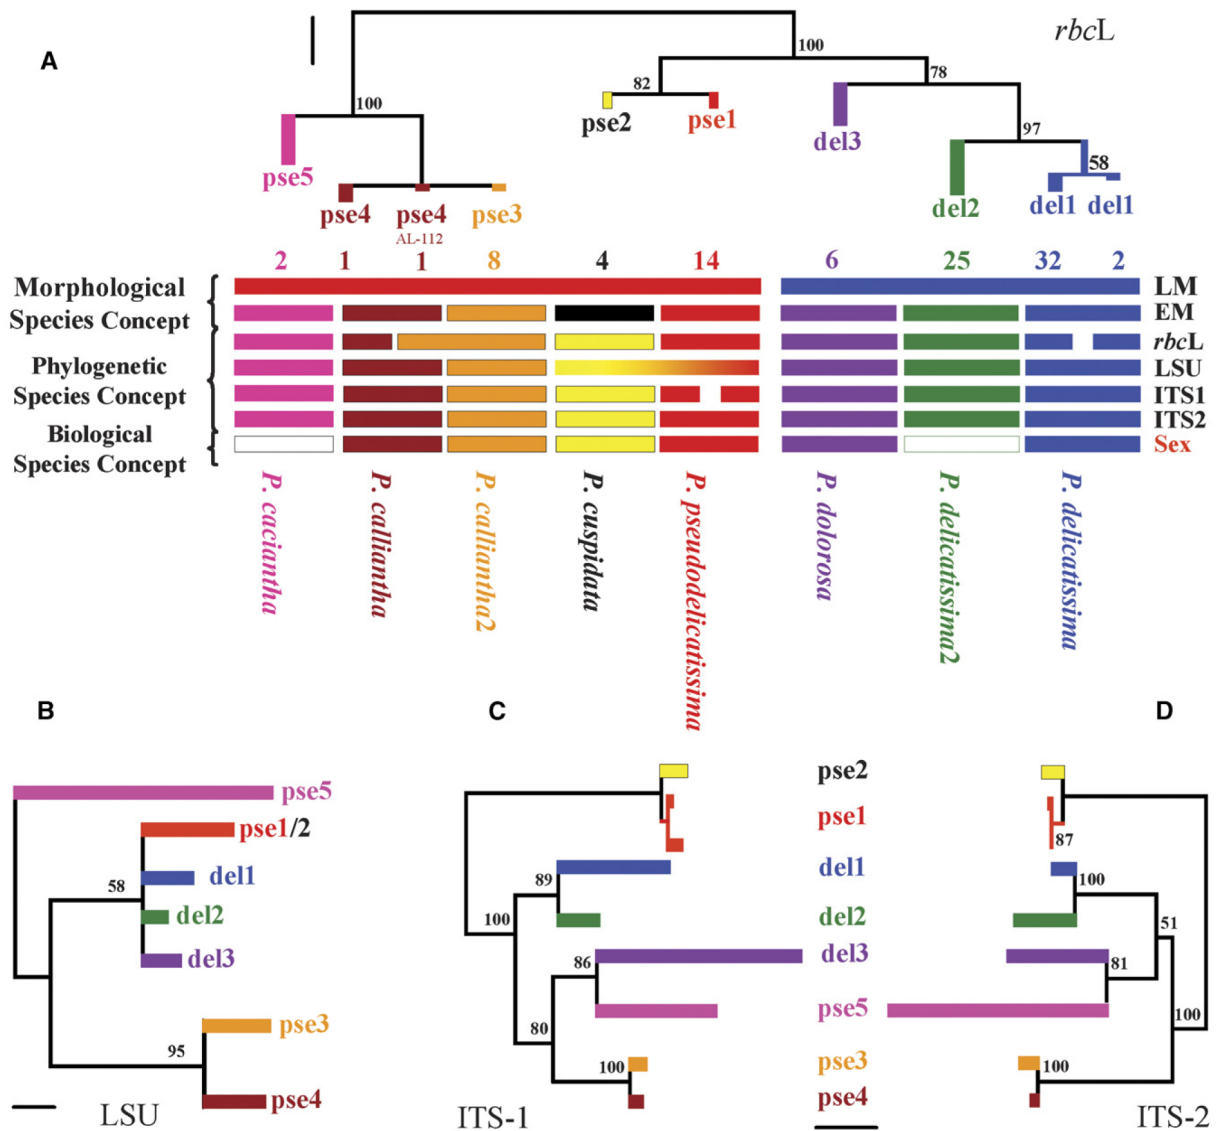 A
rbcL
100
100
82
78
97
58
pse5
pse4
pse4
AL-112
pse3
pse2
pse1
del3
del2
del1
del1
2
1
1
8
4
14
6
25
32
2
Morphological
Species Concept
Phylogenetic
Species Concept
Biological
Species Concept
LM
EM
rbcL
LSU
ITS1
ITS2
Sex
P. caciantha
P. calliantha
P. calliantha2
P. cuspidata
P. pseudodelicatissima
P. dolorosa
P. delicatissima2
P. delicatissima
B
pse5
pse1/2
58
del1
del2
del3
pse3
95
pse4
LSU
C
89
100
86
80
100
ITS-1
pse2
pse1
del1
del2
del3
pse5
pse3
pse4
D
87
100
51
81
100
100
ITS-2